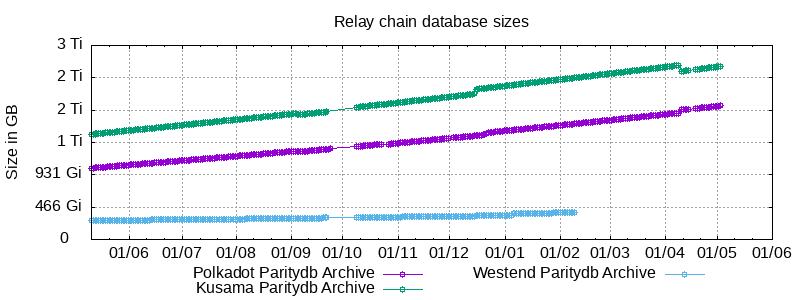 Relay chain database sizes
3 Ti
2 Ti
2 Ti
1 Ti
931 Gi
466 Gi
0
Size in GB
01/06 01/07 01/08 01/09 01/10 01/11 01/12 01/01 01/02 01/03 01/04 01/05 01/06
Polkadot Paritydb Archive Westend Paritydb Archive
Kusama Paritydb Archive